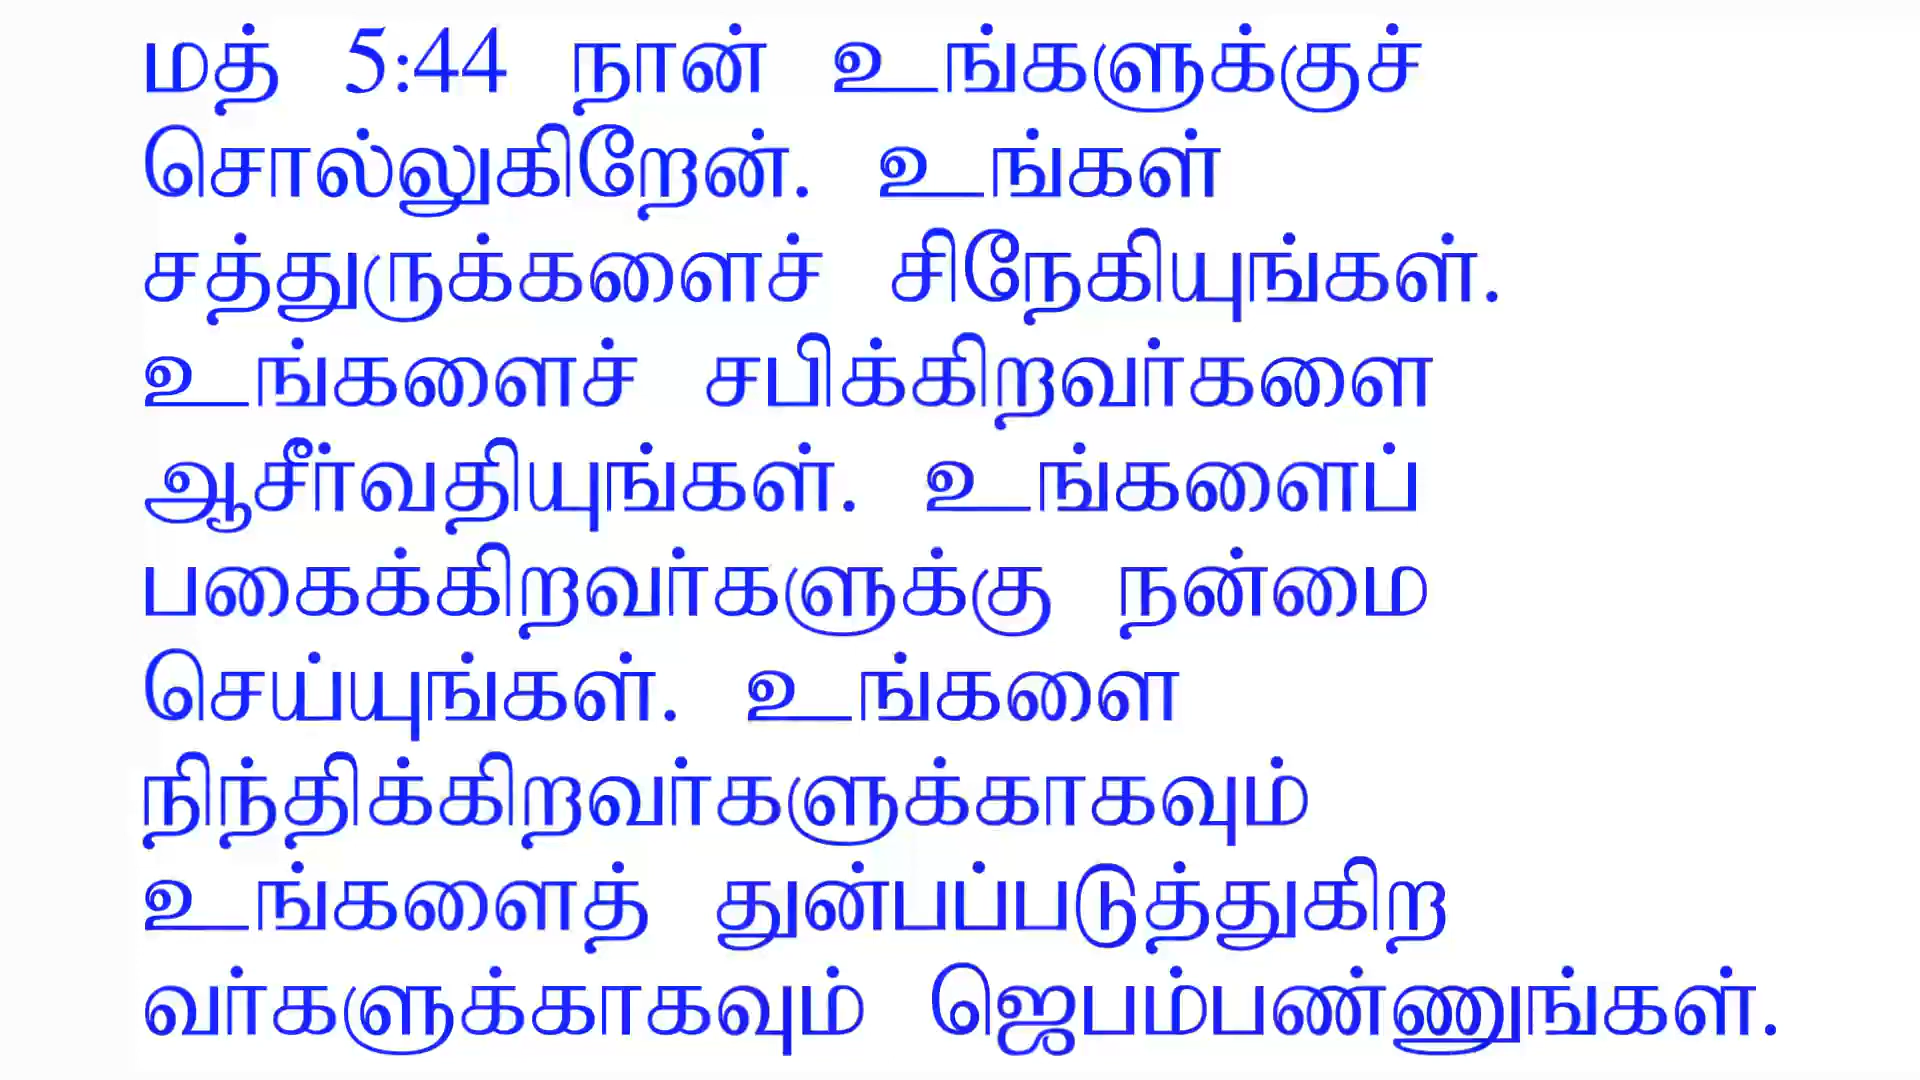 மத் 5:44 நான் உங்களுக்குச்
சொல்லுகிறேன். உங்கள்
சத்துருக்களைச் சிநேகியுங்கள்.
உங்களைச் சபிக்கிறவர்களை
ஆசீர்வதியுங்கள். உங்களைப்
பகைக்கிறவர்களுக்கு நன்மை
செய்யுங்கள். உங்களை
நிந்திக்கிறவர்களுக்காகவும்
உங்களைத் துன்பப்படுத்துகிற
வர்களுக்காகவும் ஜெபம்பண்ணுங்கள்.